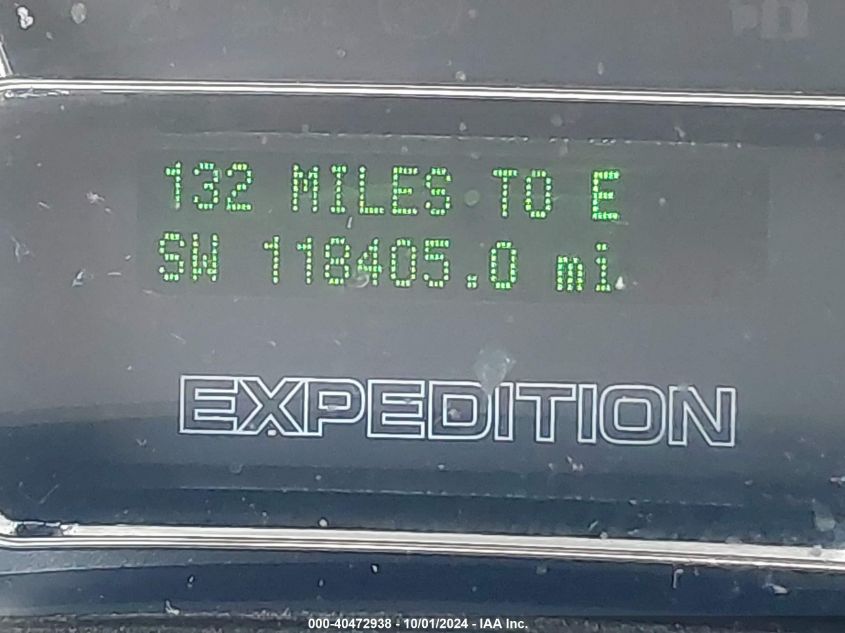 132 MILES TO E
SW 118405.0 mi
EXPEDITION
000-40472938 - 10/01/2024 - IAA Inc.